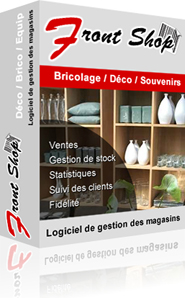 Front Shop
Bricolage / Déco / Souvenirs
Ventes
Gestion de stock
Statistiques
Suivi des clients
Fidélité
Logiciel de gestion des magasins
Front Shop
Logiciel de gestion des magasins
Déco / Brico / Equip